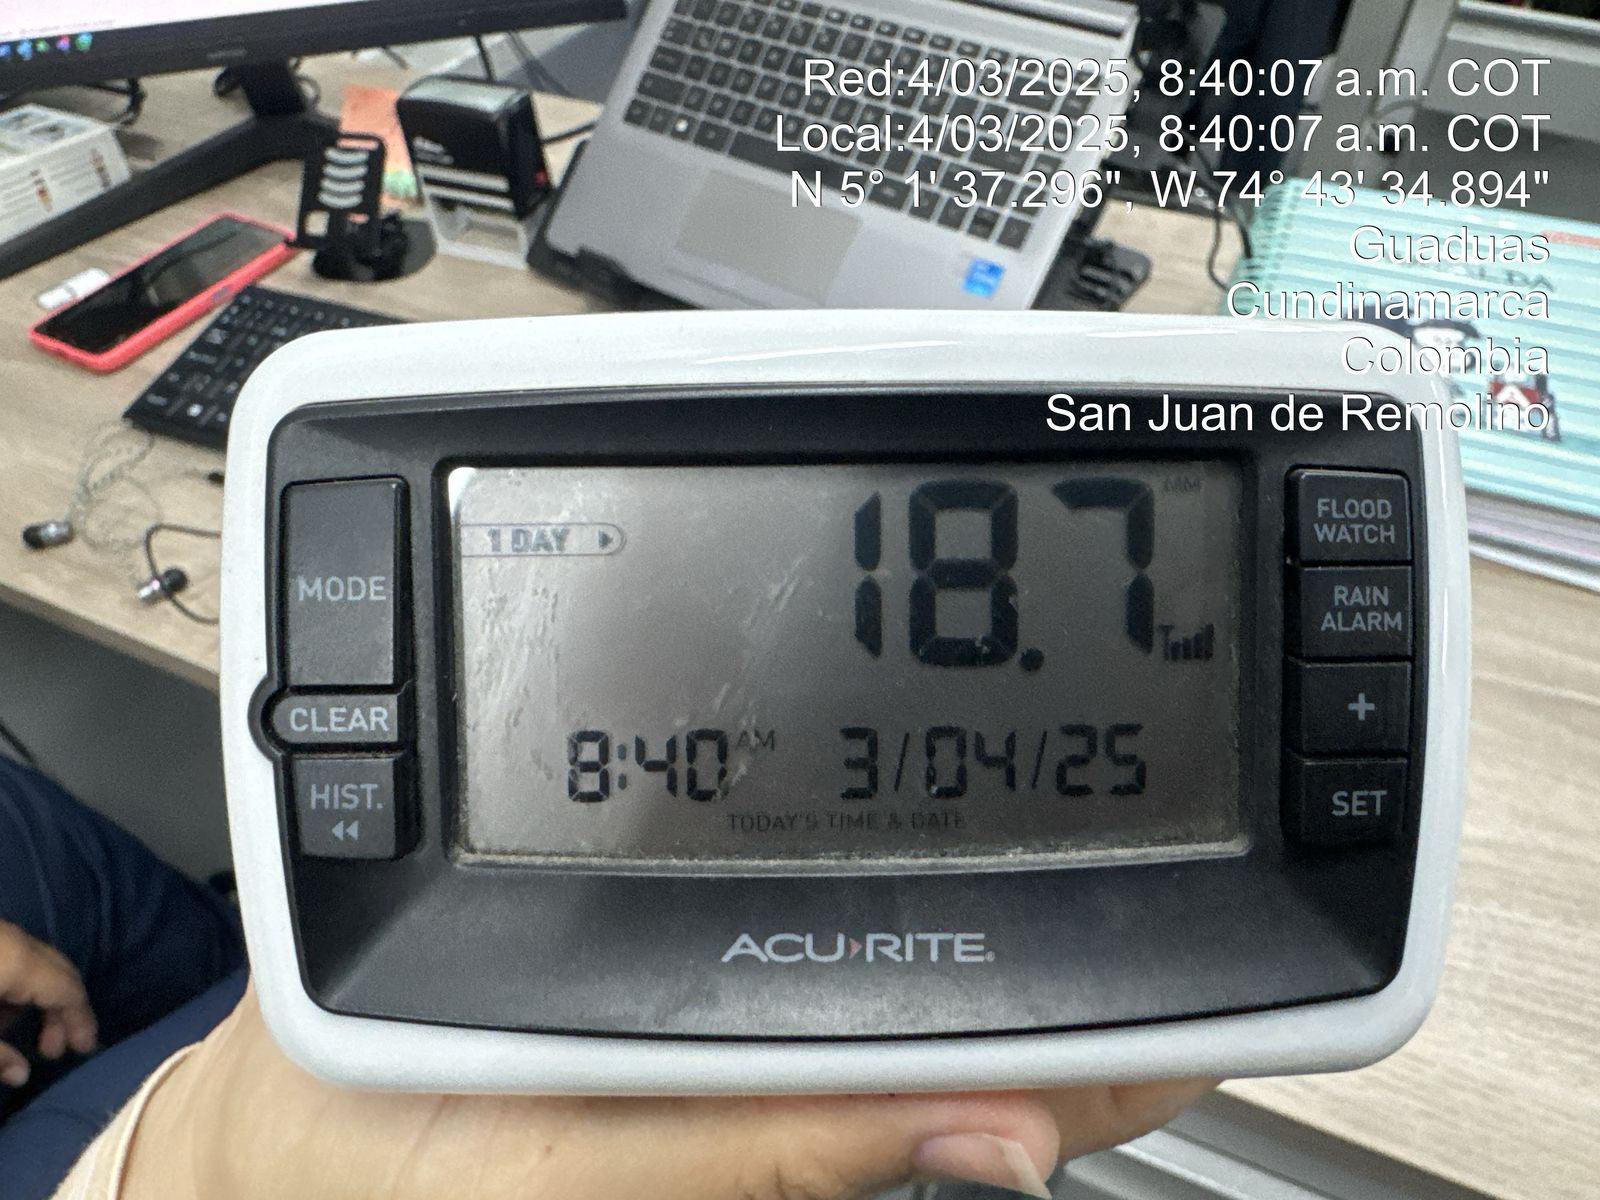 Red:4/03/2025, 8:40:07 a.m. COT
Local:4/03/2025, 8:40:07 a.m. COT
N 5° 1' 37.296", W 74° 43' 34.894"
Guaduas
Cundinamarca
Colombia
San Juan de Remolino
MM
1 DAY
18.7
8:40 AM 3/04/25
TODAY'S TIME & DATE
MODE
CLEAR
HIST.
FLOOD
WATCH
RAIN
ALARM
+
SET
ACU›RITE®